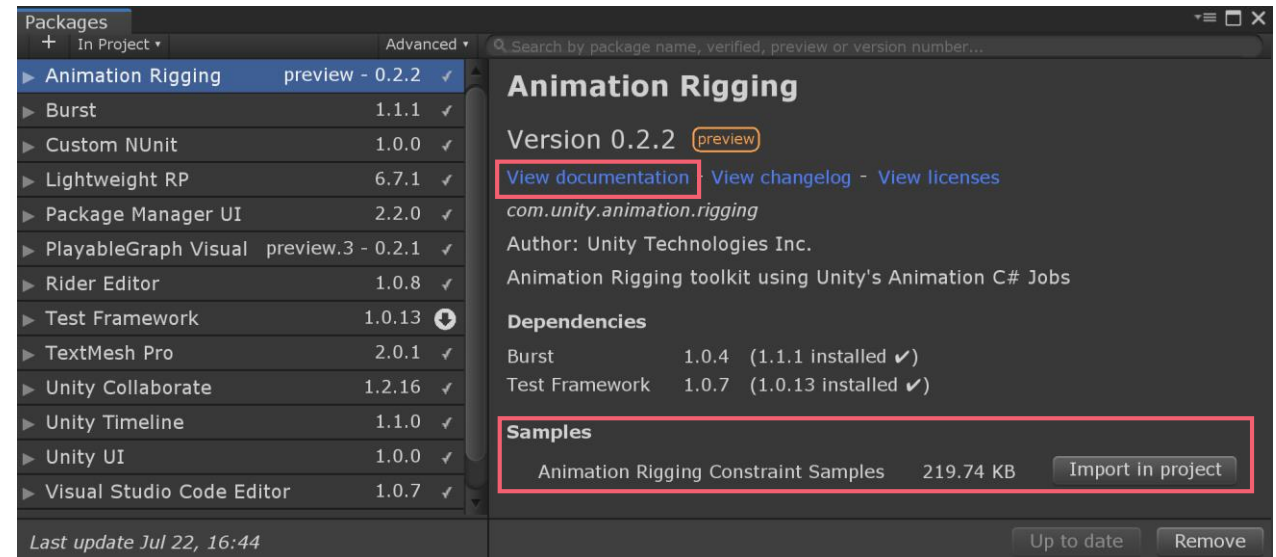 Packages
+ In Project Advanced
Search by package name, verified, preview or version number...
Animation Rigging preview - 0.2.2
Burst 1.1.1
Custom NUnit 1.0.0
Lightweight RP 6.7.1
Package Manager UI 2.2.0
PlayableGraph Visual preview.3 - 0.2.1
Rider Editor 1.0.8
Test Framework 1.0.13
TextMesh Pro 2.0.1
Unity Collaborate 1.2.16
Unity Timeline 1.1.0
Unity UI 1.0.0
Visual Studio Code Editor 1.0.7
Last update Jul 22, 16:44
Animation Rigging
Version 0.2.2 preview
View documentation - View changelog - View licenses
com.unity.animation.rigging
Author: Unity Technologies Inc.
Animation Rigging toolkit using Unity's Animation C# Jobs
Dependencies
Burst 1.0.4 (1.1.1 installed ✔)
Test Framework 1.0.7 (1.0.13 installed ✔)
Samples
Animation Rigging Constraint Samples 219.74 KB Import in project
Up to date Remove